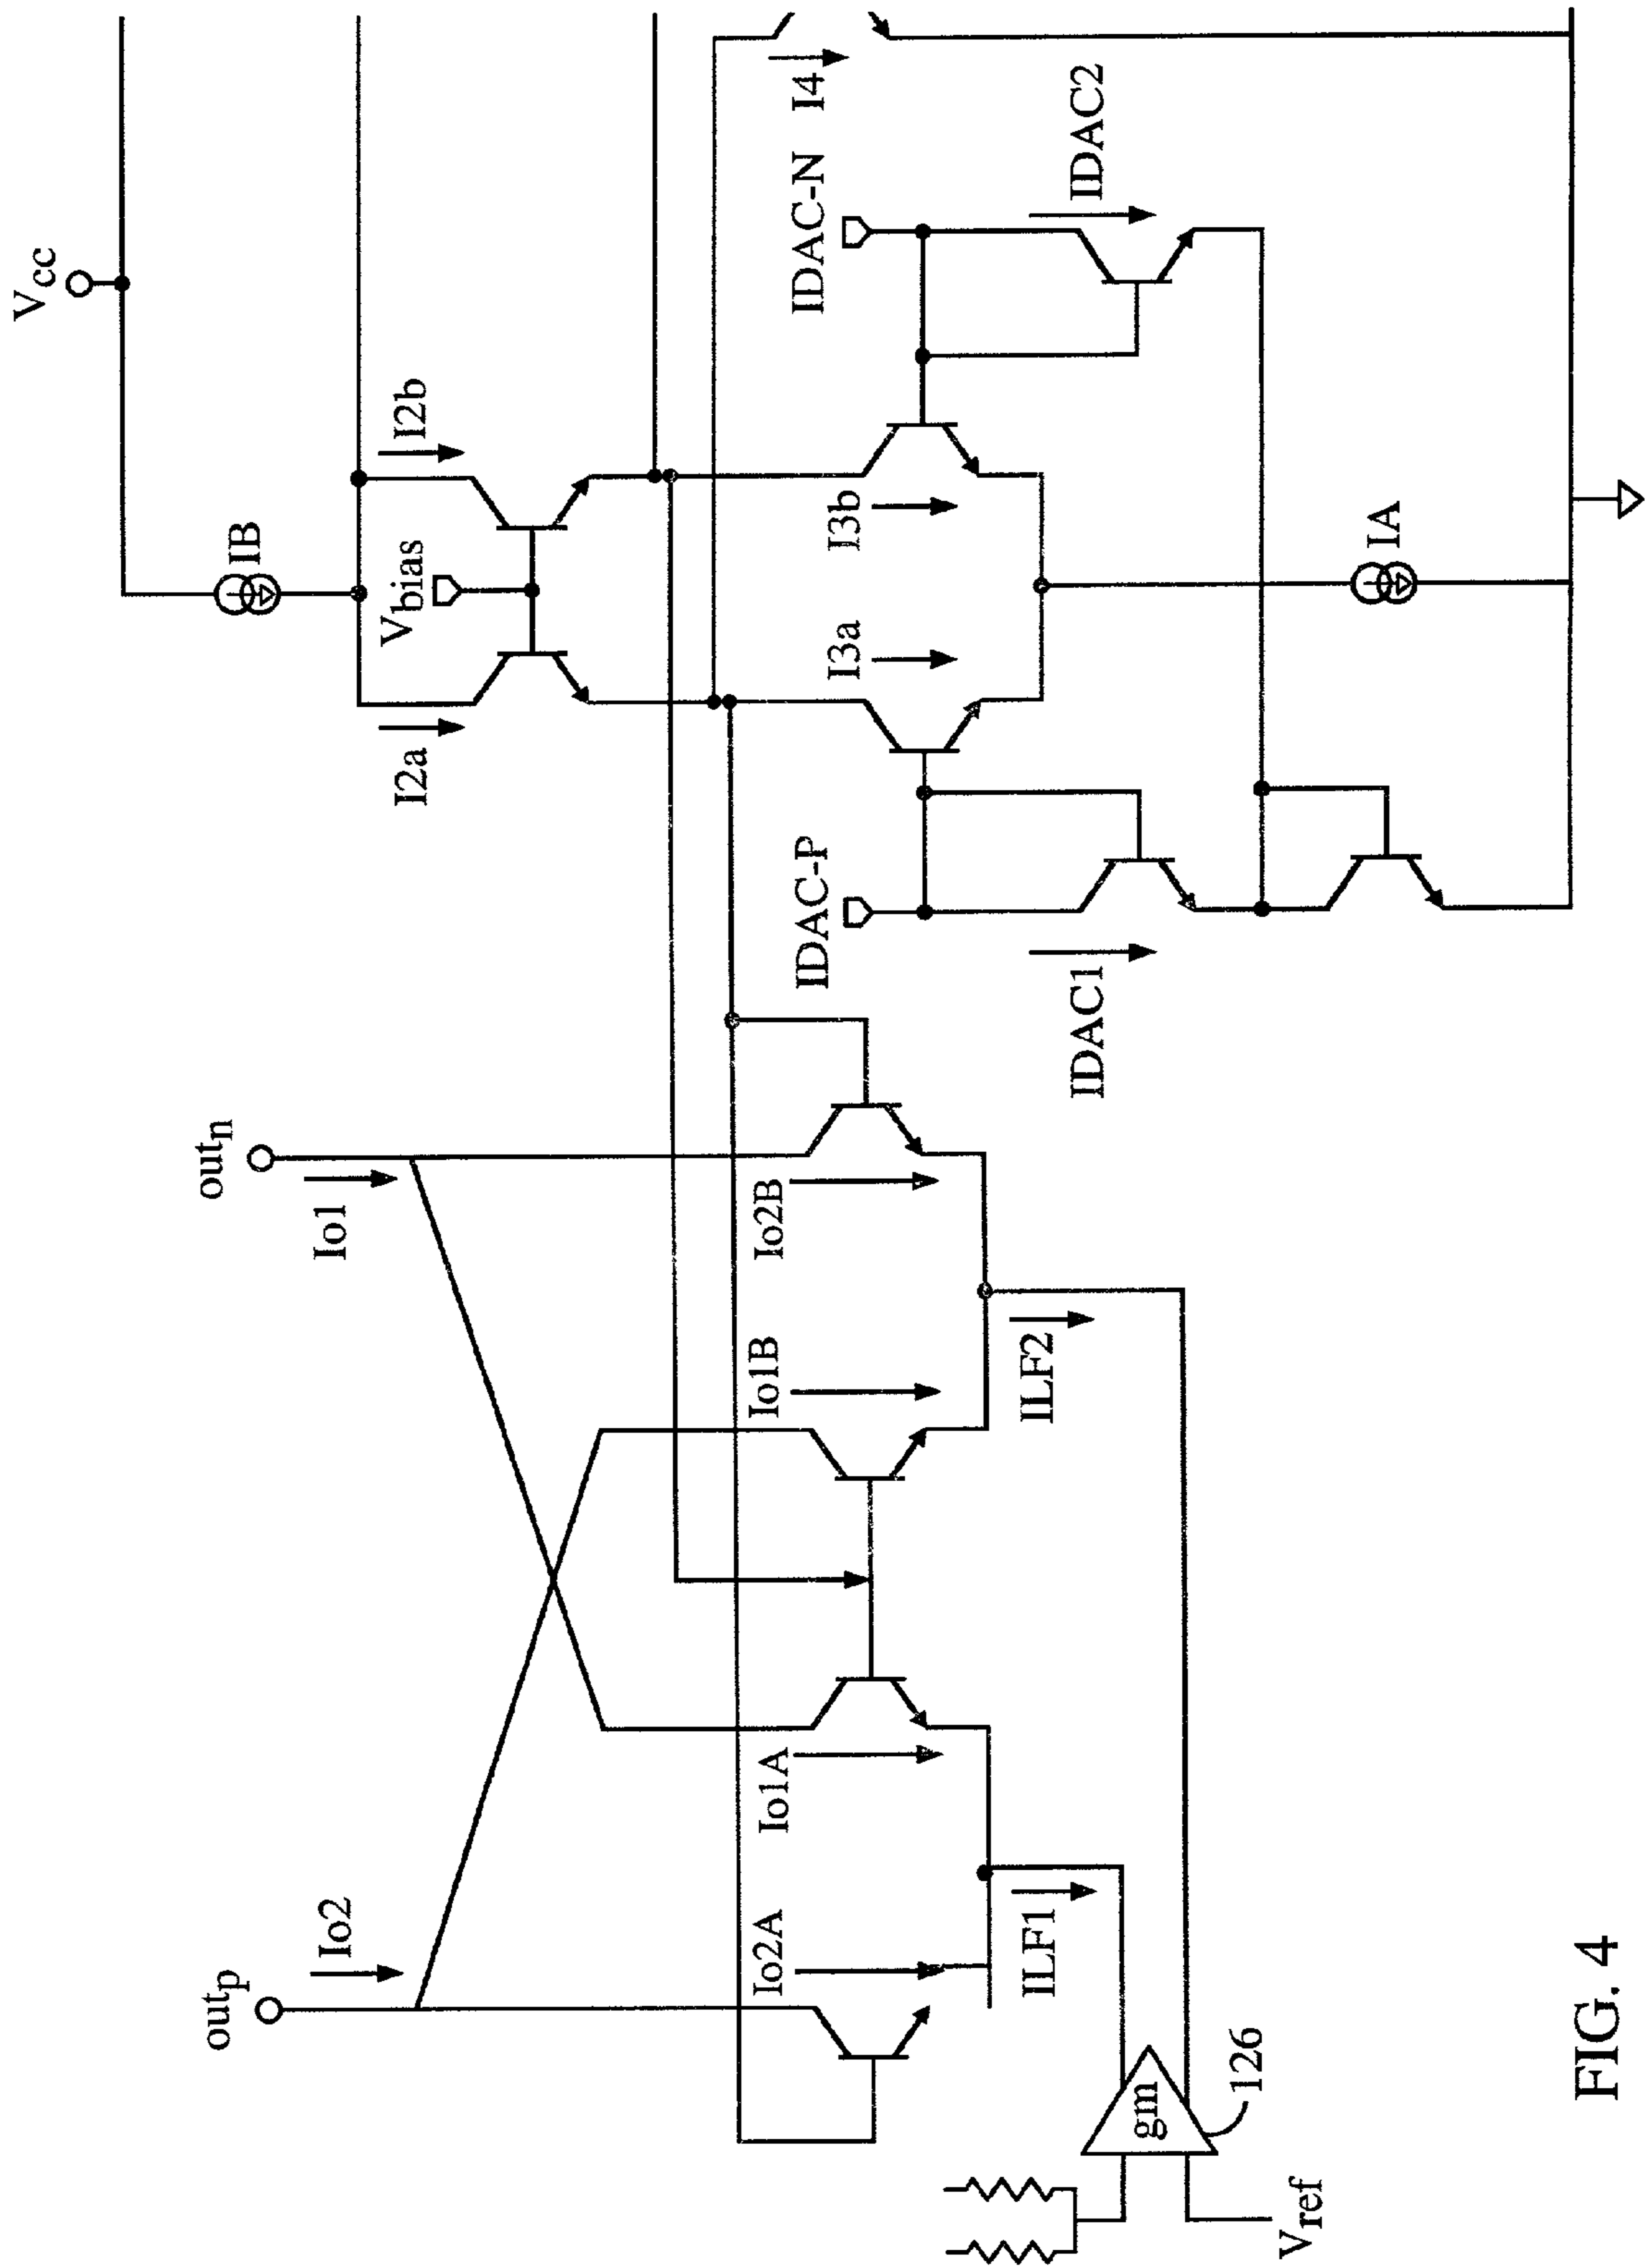 Vcc
IB
I2a
I2b
Vbias
I3a
I3b
I4
IDAC-P
IDAC-N
IDAC1
IDAC2
IA
outp
outn
Io2
Io1
Io2A
Io1A
Io1B
Io2B
ILF1
ILF2
gm
126
Vref
FIG. 4